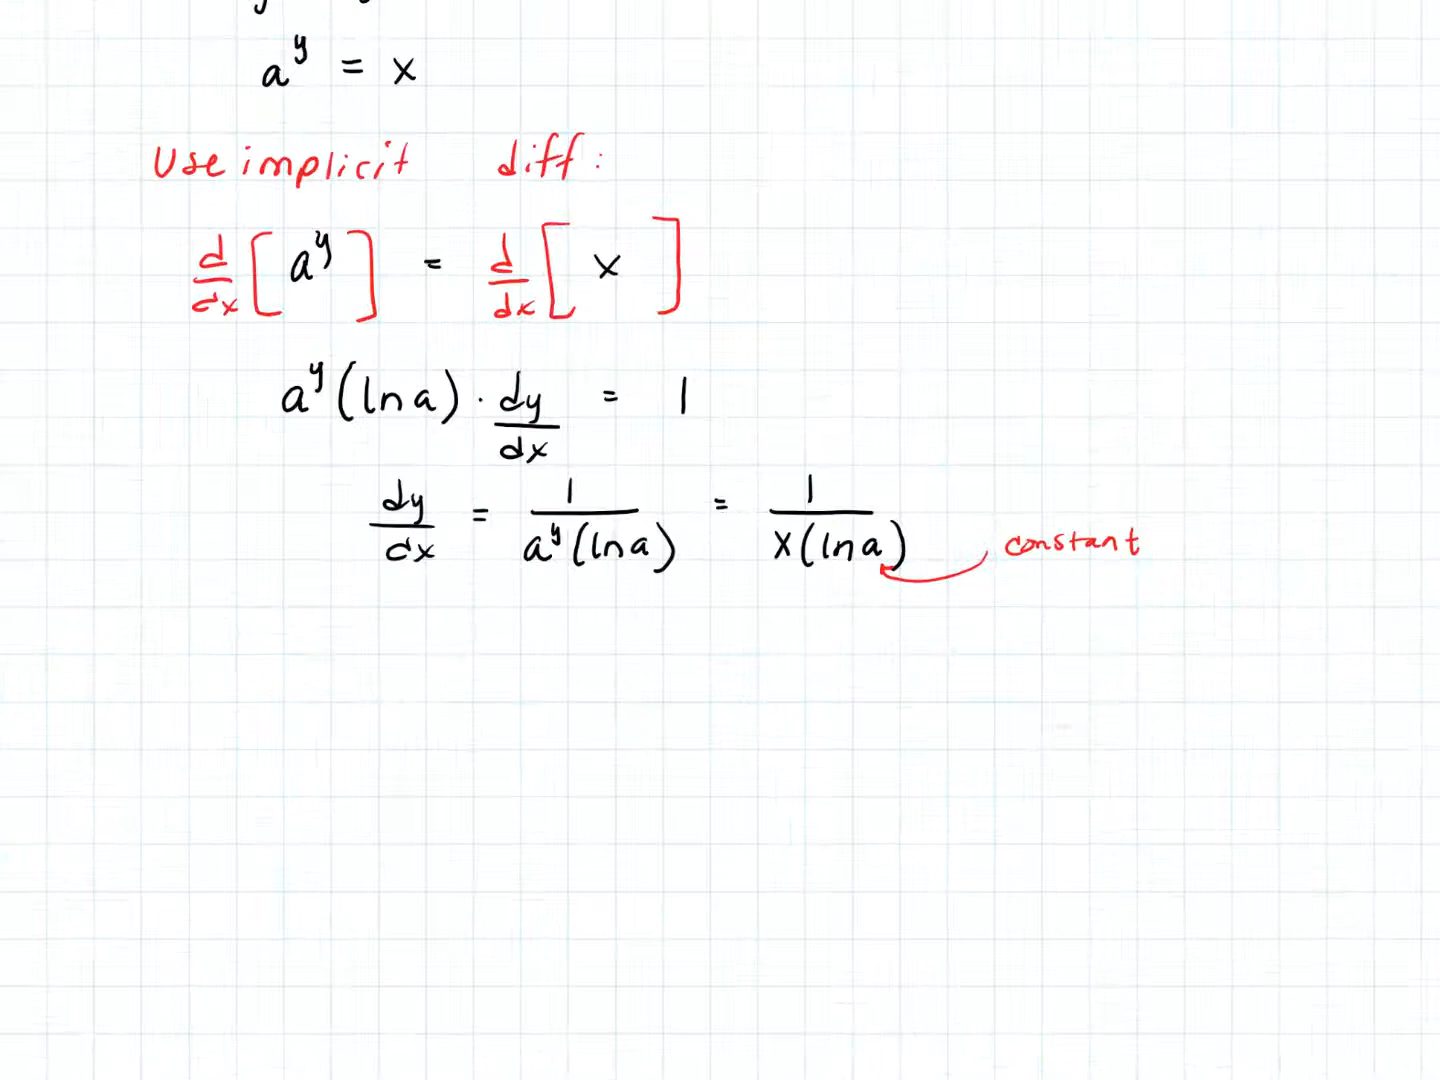 a^y = x
Use implicit diff:
d/dx [ a^y ] = d/dx [ x ]
a^y (ln a) · dy/dx = 1
dy/dx = 1/(a^y (ln a)) = 1/(x (ln a)) constant